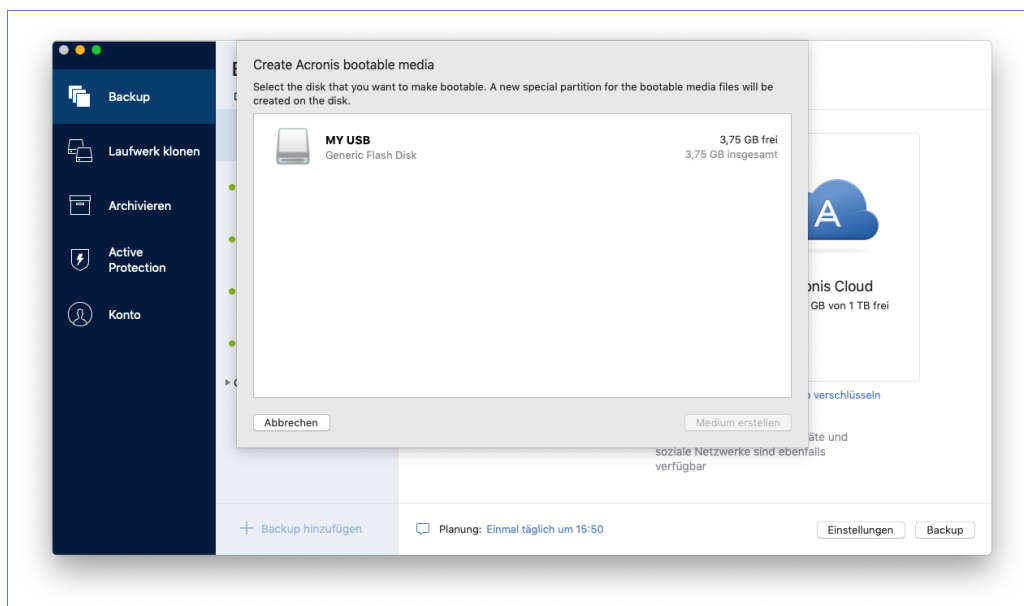 Create Acronis bootable media
Select the disk that you want to make bootable. A new special partition for the bootable media files will be
created on the disk.
MY USB
3,75 GB frei
Generic Flash Disk
3,75 GB insgesamt
Abbrechen
Medium erstellen
Backup
Laufwerk klonen
Archivieren
Active
Protection
Konto
onis Cloud
GB von 1 TB frei
verschlüsseln
äte und
soziale Netzwerke sind ebenfalls
verfügbar
Backup hinzufügen
Planung: Einmal täglich um 15:50
Einstellungen
Backup